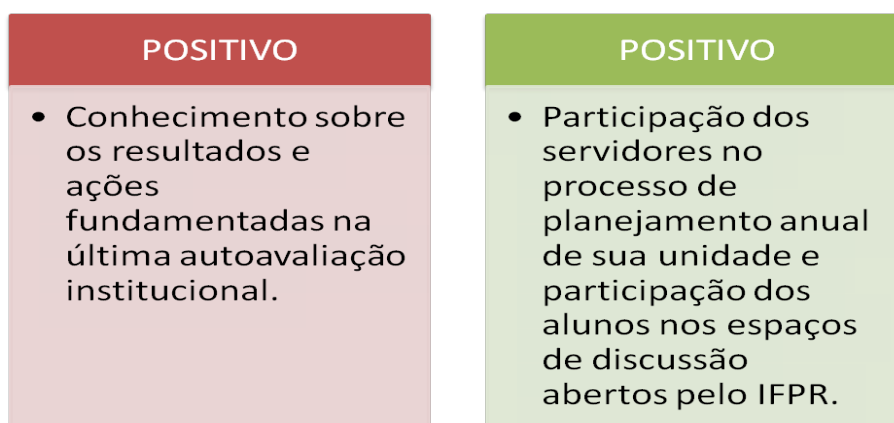 POSITIVO
• Conhecimento sobre
os resultados e
ações
fundamentadas na
última autoavaliação
institucional.
POSITIVO
• Participação dos
servidores no
processo de
planejamento anual
de sua unidade e
participação dos
alunos nos espaços
de discussão
abertos pelo IFPR.